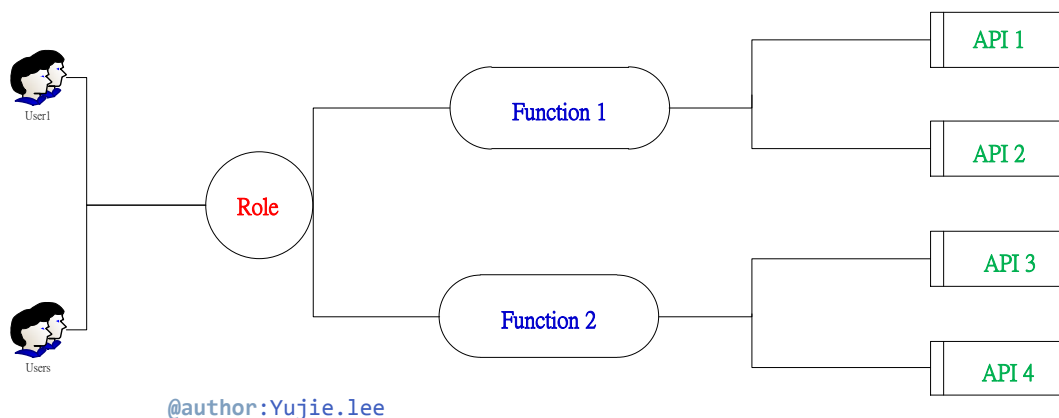 User1
Users
Role
Function 1
Function 2
API 1
API 2
API 3
API 4
@author:Yujie.lee